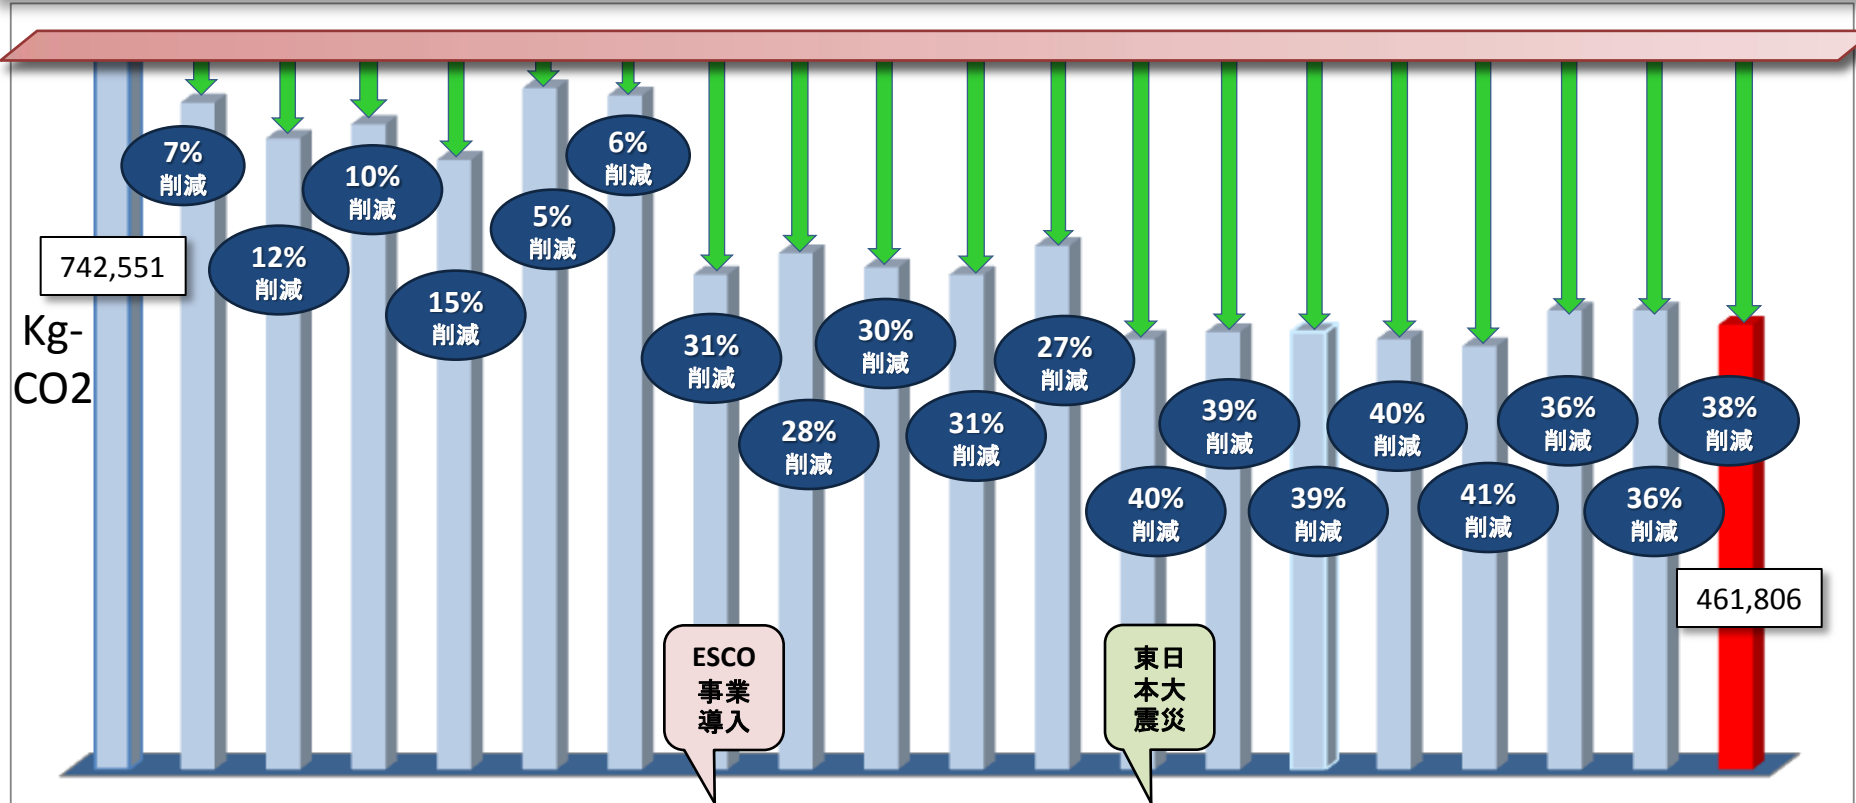 7%
削減
12%
削減
10%
削減
15%
削減
5%
削減
6%
削減
742,551
Kg-
CO2
31%
削減
28%
削減
30%
削減
31%
削減
27%
削減
40%
削減
39%
削減
39%
削減
40%
削減
41%
削減
36%
削減
36%
削減
38%
削減
461,806
ESCO
事業
導入
東日
本大
震災